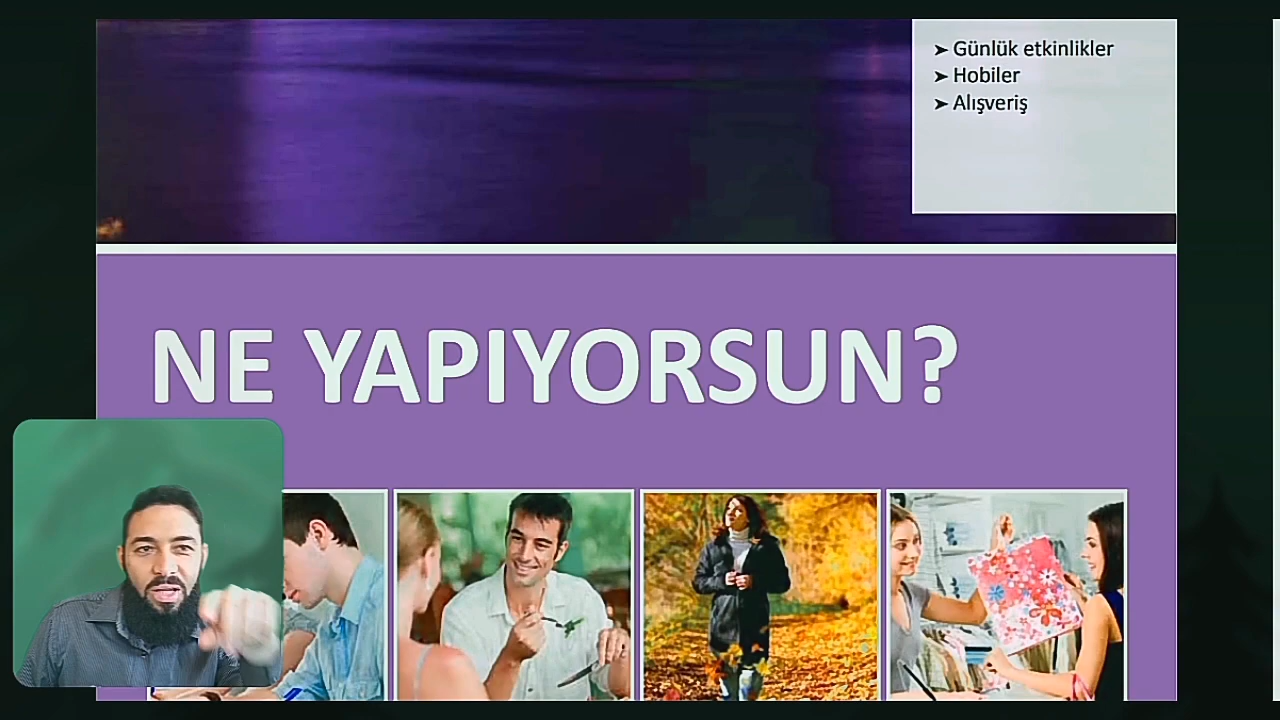 ➤ Günlük etkinlikler
➤ Hobiler
➤ Alışveriş
NE YAPIYORSUN?